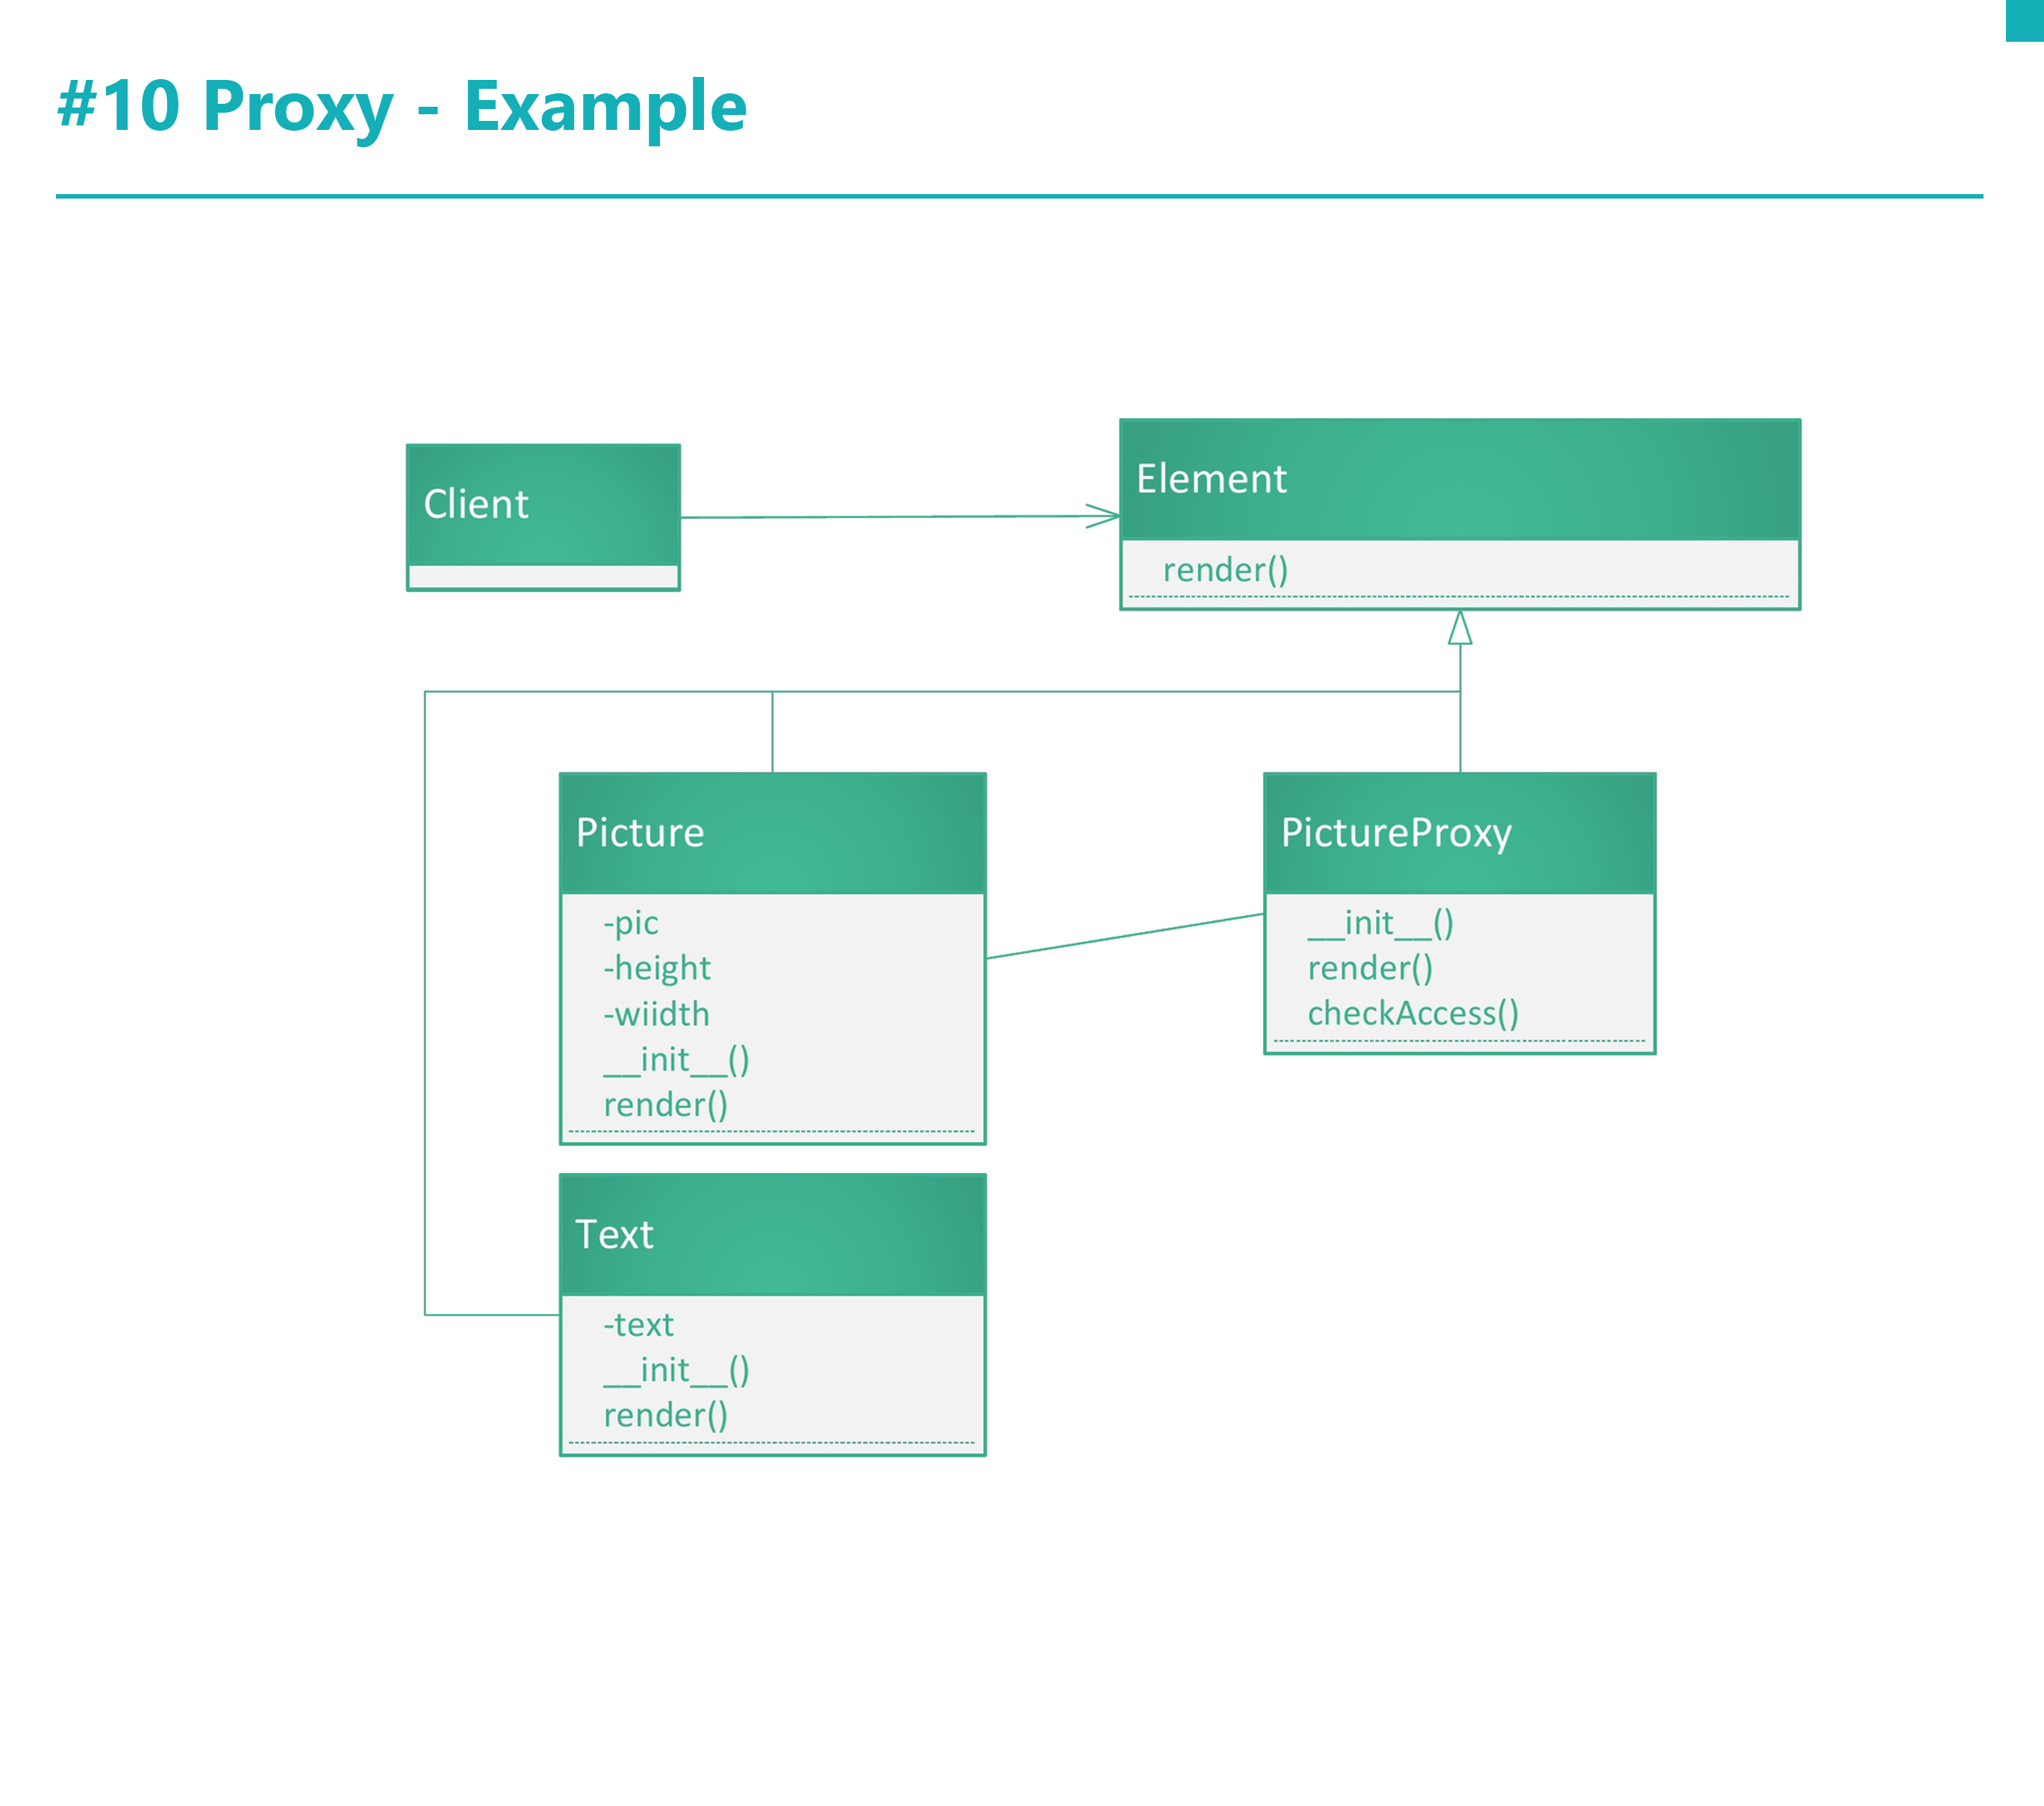 #10 Proxy - Example
Client
Element
render()
Picture
-pic
-height
-wiidth
__init__()
render()
PictureProxy
__init__()
render()
checkAccess()
Text
-text
__init__()
render()